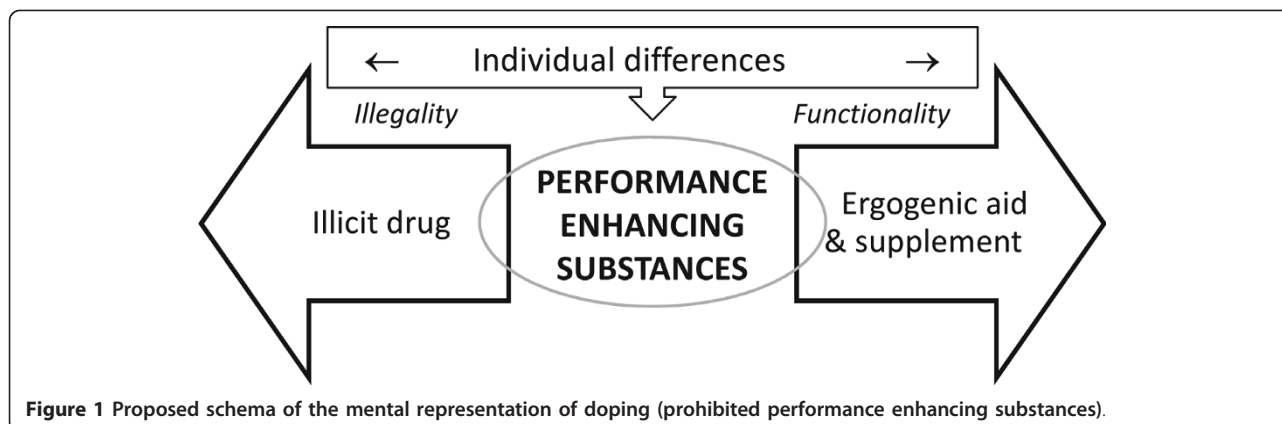 ← Individual differences →
Illegality
Functionality
Illicit drug
PERFORMANCE
ENHANCING
SUBSTANCES
Ergogenic aid
& supplement
Figure 1 Proposed schema of the mental representation of doping (prohibited performance enhancing substances).